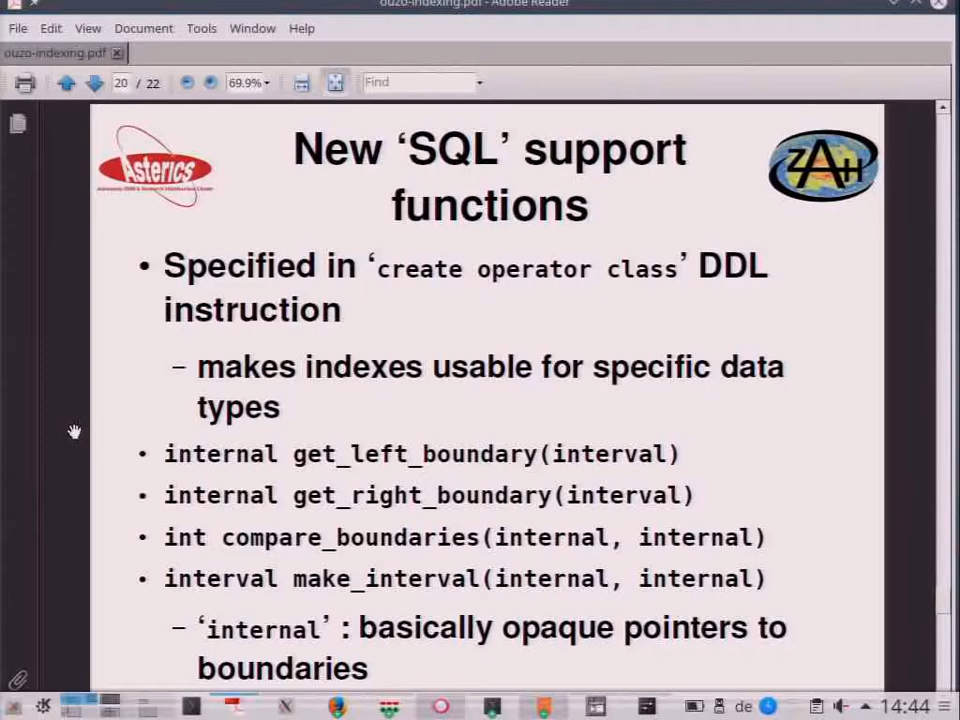 ouzo-indexing.pdf - Adobe Reader
File Edit View Document Tools Window Help
ouzo-indexing.pdf
20 / 22 69.9% Find
Asterics
ZAH
New ‘SQL’ support
functions
• Specified in ‘create operator class’ DDL
instruction
– makes indexes usable for specific data
types
• internal get_left_boundary(interval)
• internal get_right_boundary(interval)
• int compare_boundaries(internal, internal)
• interval make_interval(internal, internal)
– ‘internal’ : basically opaque pointers to
boundaries
de 14:44